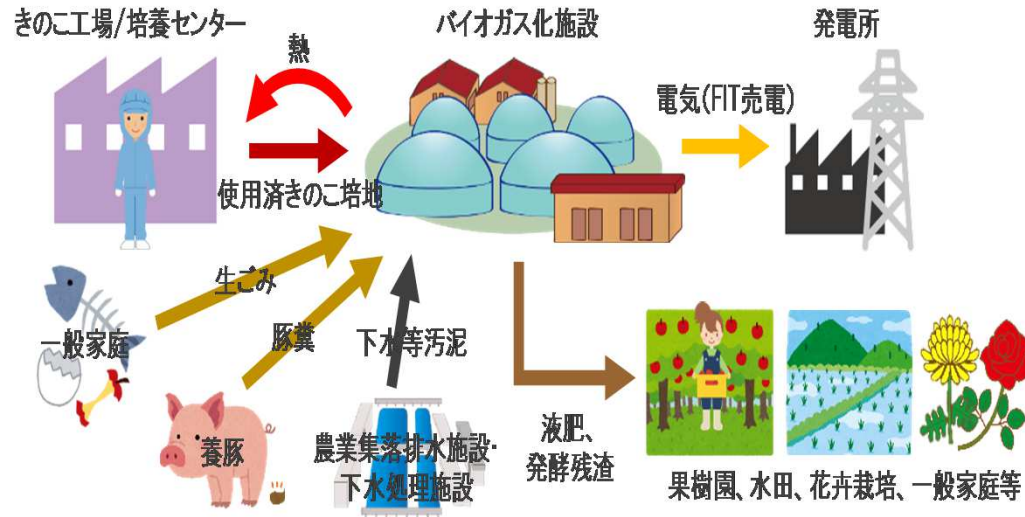 きのこ工場/培養センター
バイオガス化施設
発電所
熱
電気(FIT売電)
使用済きのこ培地
生ごみ
一般家庭
豚糞
下水等汚泥
養豚
農業集落排水施設・
下水処理施設
液肥、
発酵残渣
果樹園、水田、花卉栽培、一般家庭等